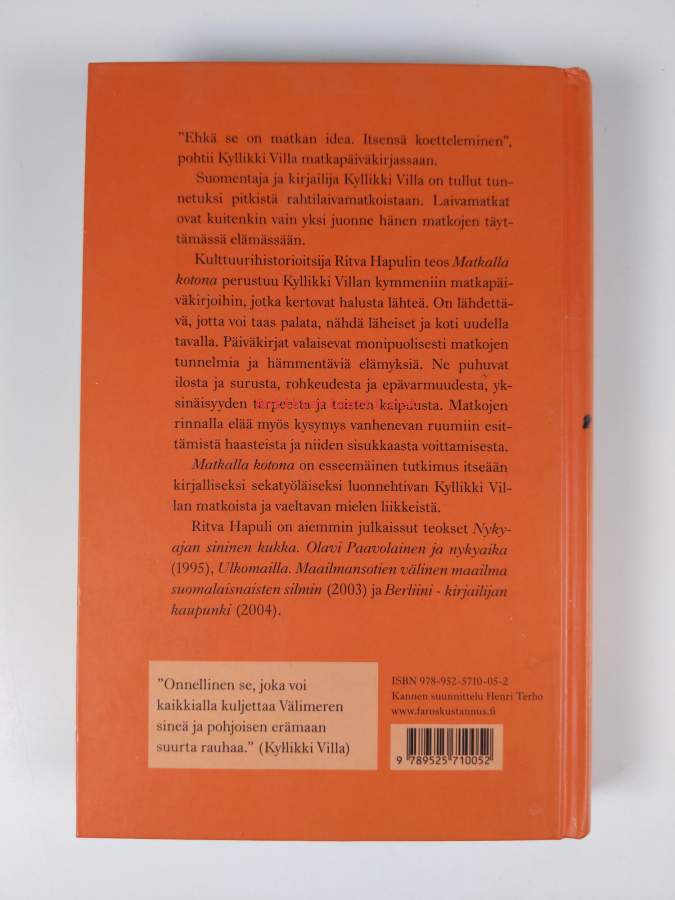 "Ehkä se on matkan idea. Itsensä koetteleminen",
pohtii Kyllikki Villa matkapäiväkirjassaan.
Suomentaja ja kirjailija Kyllikki Villa on tullut tun-
netuksi pitkistä rahtilaivamatkoistaan. Laivamatkat
ovat kuitenkin vain yksi juonne hänen matkojen täyt-
tämässä elämässään.
Kulttuurihistorioitsija Ritva Hapulin teos Matkalla
kotona perustuu Kyllikki Villan kymmeniin matkapäi-
väkirjoihin, jotka kertovat halusta lähteä. On lähdettä-
vä, jotta voi taas palata, nähdä läheiset ja koti uudella
tavalla. Päiväkirjat valaisevat monipuolisesti matkojen
tunnelmia ja hämmentäviä elämyksiä. Ne puhuvat
ilosta ja surusta, rohkeudesta ja epävarmuudesta, yk-
sinäisyyden tarpeesta ja toisten kaipuusta. Matkojen
rinnalla elää myös kysymys vanhenevan ruumiin esit-
tämistä haasteista ja niiden sisukkaasta voittamisesta.
Matkalla kotona on esseemäinen tutkimus itseään
kirjalliseksi sekatyöläiseksi luonnehtivan Kyllikki Vil-
lan matkoista ja vaeltavan mielen liikkeistä.
Ritva Hapuli on aiemmin julkaissut teokset Nyky-
ajan sininen kukka. Olavi Paavolainen ja nykyaika
(1995), Ulkomailla. Maailmansotien välinen maailma
suomalaisnaisten silmin (2003) ja Berliini - kirjailijan
kaupunki (2004).
"Onnellinen se, joka voi
kaikkialla kuljettaa Välimeren
sineä ja pohjoisen erämaan
suurta rauhaa." (Kyllikki Villa)
ISBN 978-952-5710-05-2
Kannen suunnittelu Henri Terho
www.faroskustannus.fi
9 789525 710052